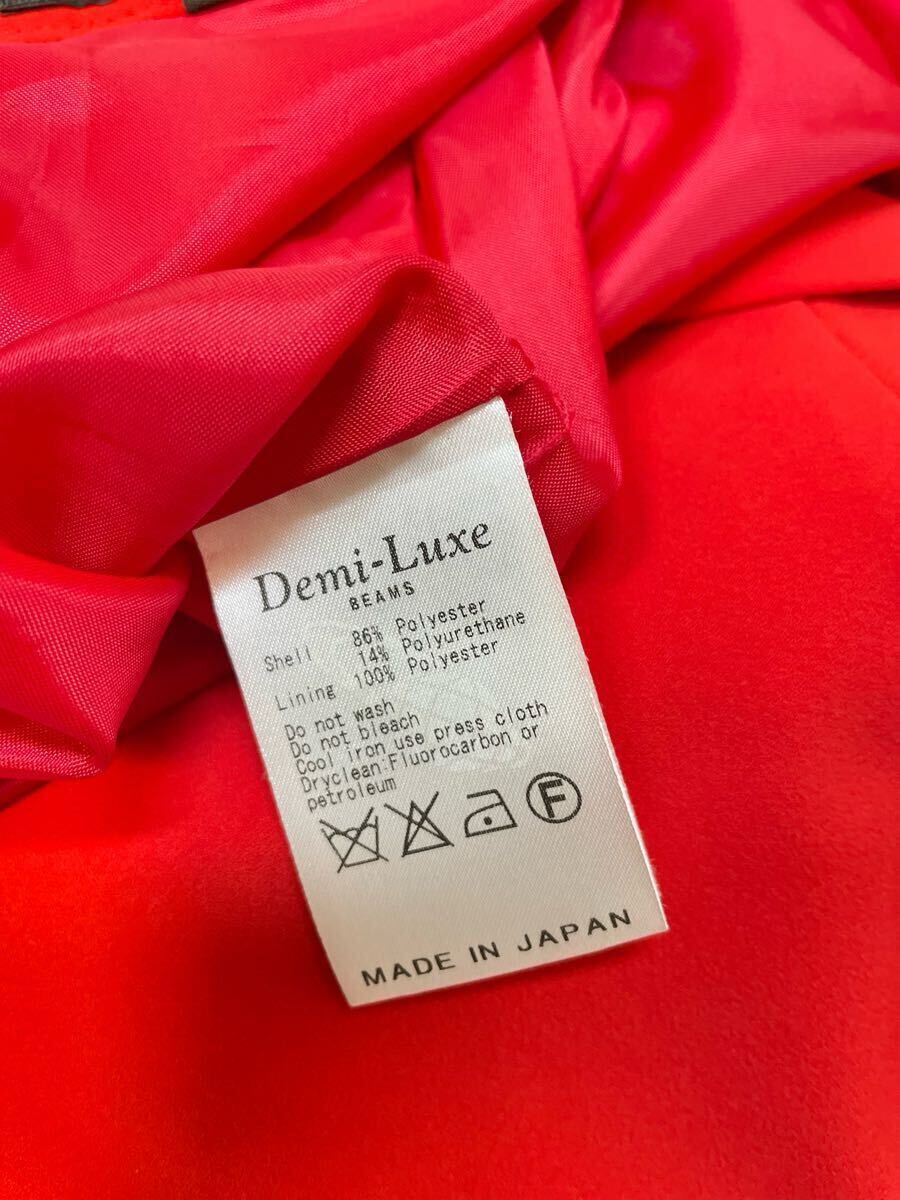 Demi-Luxe
BEAMS
Shell 86% Polyester
14% Polyurethane
Lining 100% Polyester
Do not wash
Do not bleach
Cool iron use press cloth
Dryclean:Fluorocarbon or
petroleum
F
MADE IN JAPAN